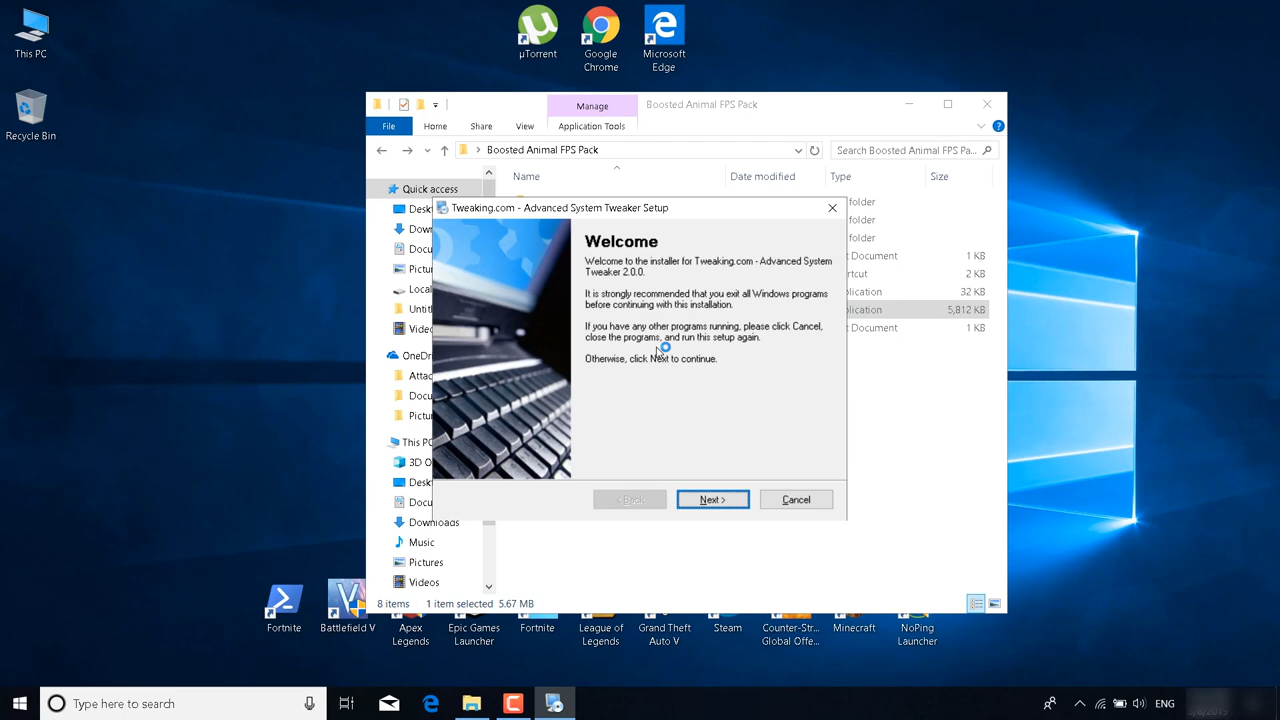 This PC
Recycle Bin
µTorrent
Google
Chrome
Microsoft
Edge
Manage
Boosted Animal FPS Pack
File
Home
Share
View
Application Tools
?
Boosted Animal FPS Pack
Search Boosted Animal FPS Pa...
Name
Date modified
Type
Size
Quick access
Desk
Down
Docu
Pictur
Local
Untitl
Video
OneDri
Attac
Docu
Pictur
This PC
3D O
Deskt
Docu
Downloads
Music
Pictures
Videos
folder
folder
folder
t Document
1 KB
rtcut
2 KB
plication
32 KB
plication
5,812 KB
t Document
1 KB
Tweaking.com - Advanced System Tweaker Setup
Welcome
Welcome to the installer for Tweaking.com - Advanced System
Tweaker 2.0.0.
It is strongly recommended that you exit all Windows programs
before continuing with this installation.
If you have any other programs running, please click Cancel,
close the programs, and run this setup again.
Otherwise, click Next to continue.
< Back
Next >
Cancel
8 items
1 item selected
5.67 MB
Fortnite
Battlefield V
Apex
Legends
Epic Games
Launcher
Fortnite
League of
Legends
Grand Theft
Auto V
Steam
Counter-Str...
Global Offe...
Minecraft
NoPing
Launcher
Type here to search
ENG